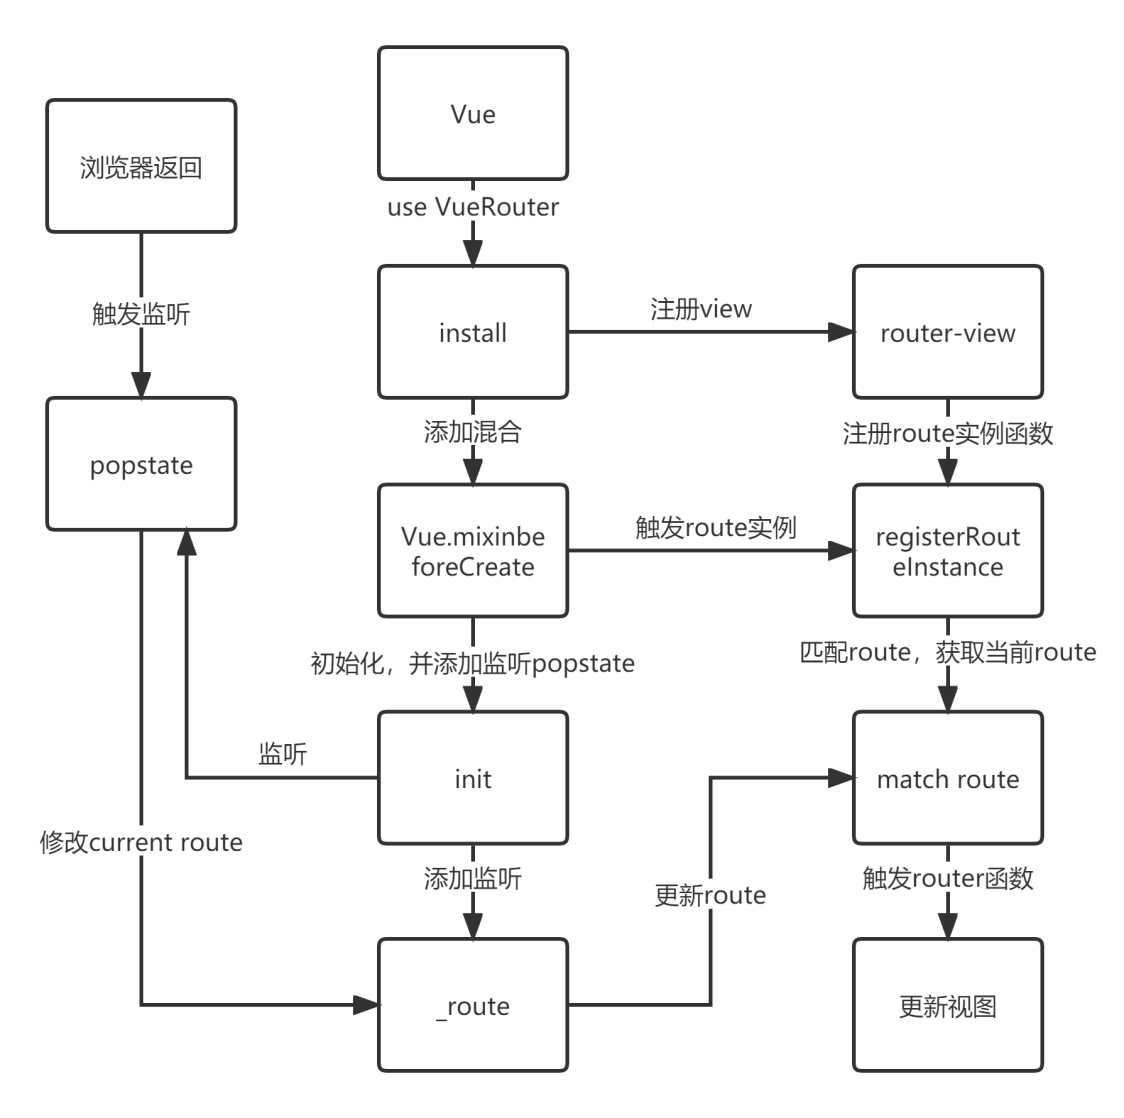 Vue
浏览器返回
use VueRouter
触发监听
注册view
install
router-view
添加混合
注册route实例函数
popstate
触发route实例
Vue.mixinbe
foreCreate
registerRout
eInstance
初始化，并添加监听popstate
匹配route，获取当前route
监听
init
match route
修改current route
添加监听
更新route
触发router函数
_route
更新视图